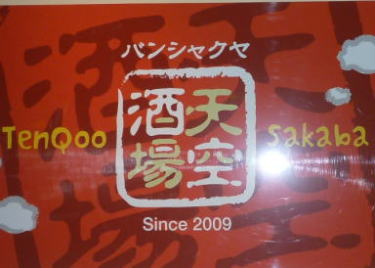 バンシャクヤ
天空
酒場
TenQoo
Sakaba
Since 2009